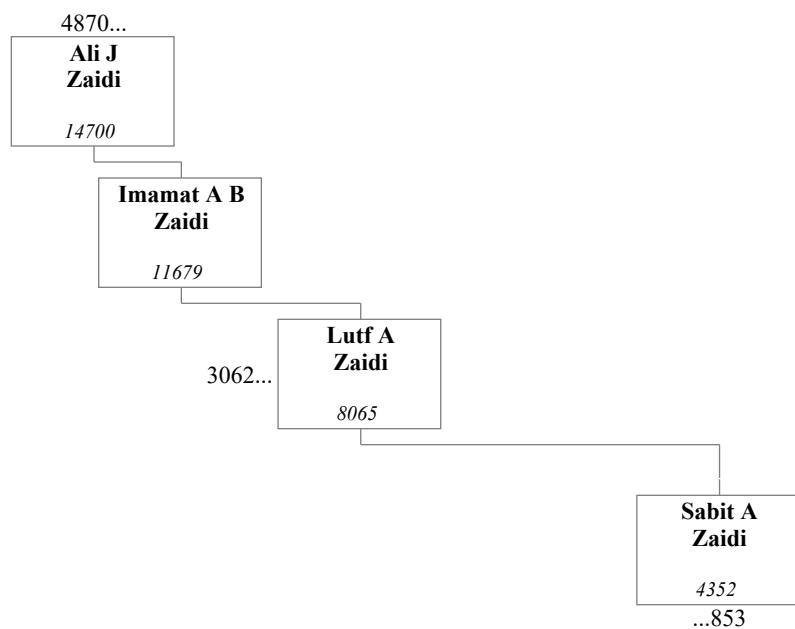 4870...
Ali J
Zaidi
14700
Imamat A B
Zaidi
11679
Lutf A
Zaidi
3062...
8065
Sabit A
Zaidi
4352
...853